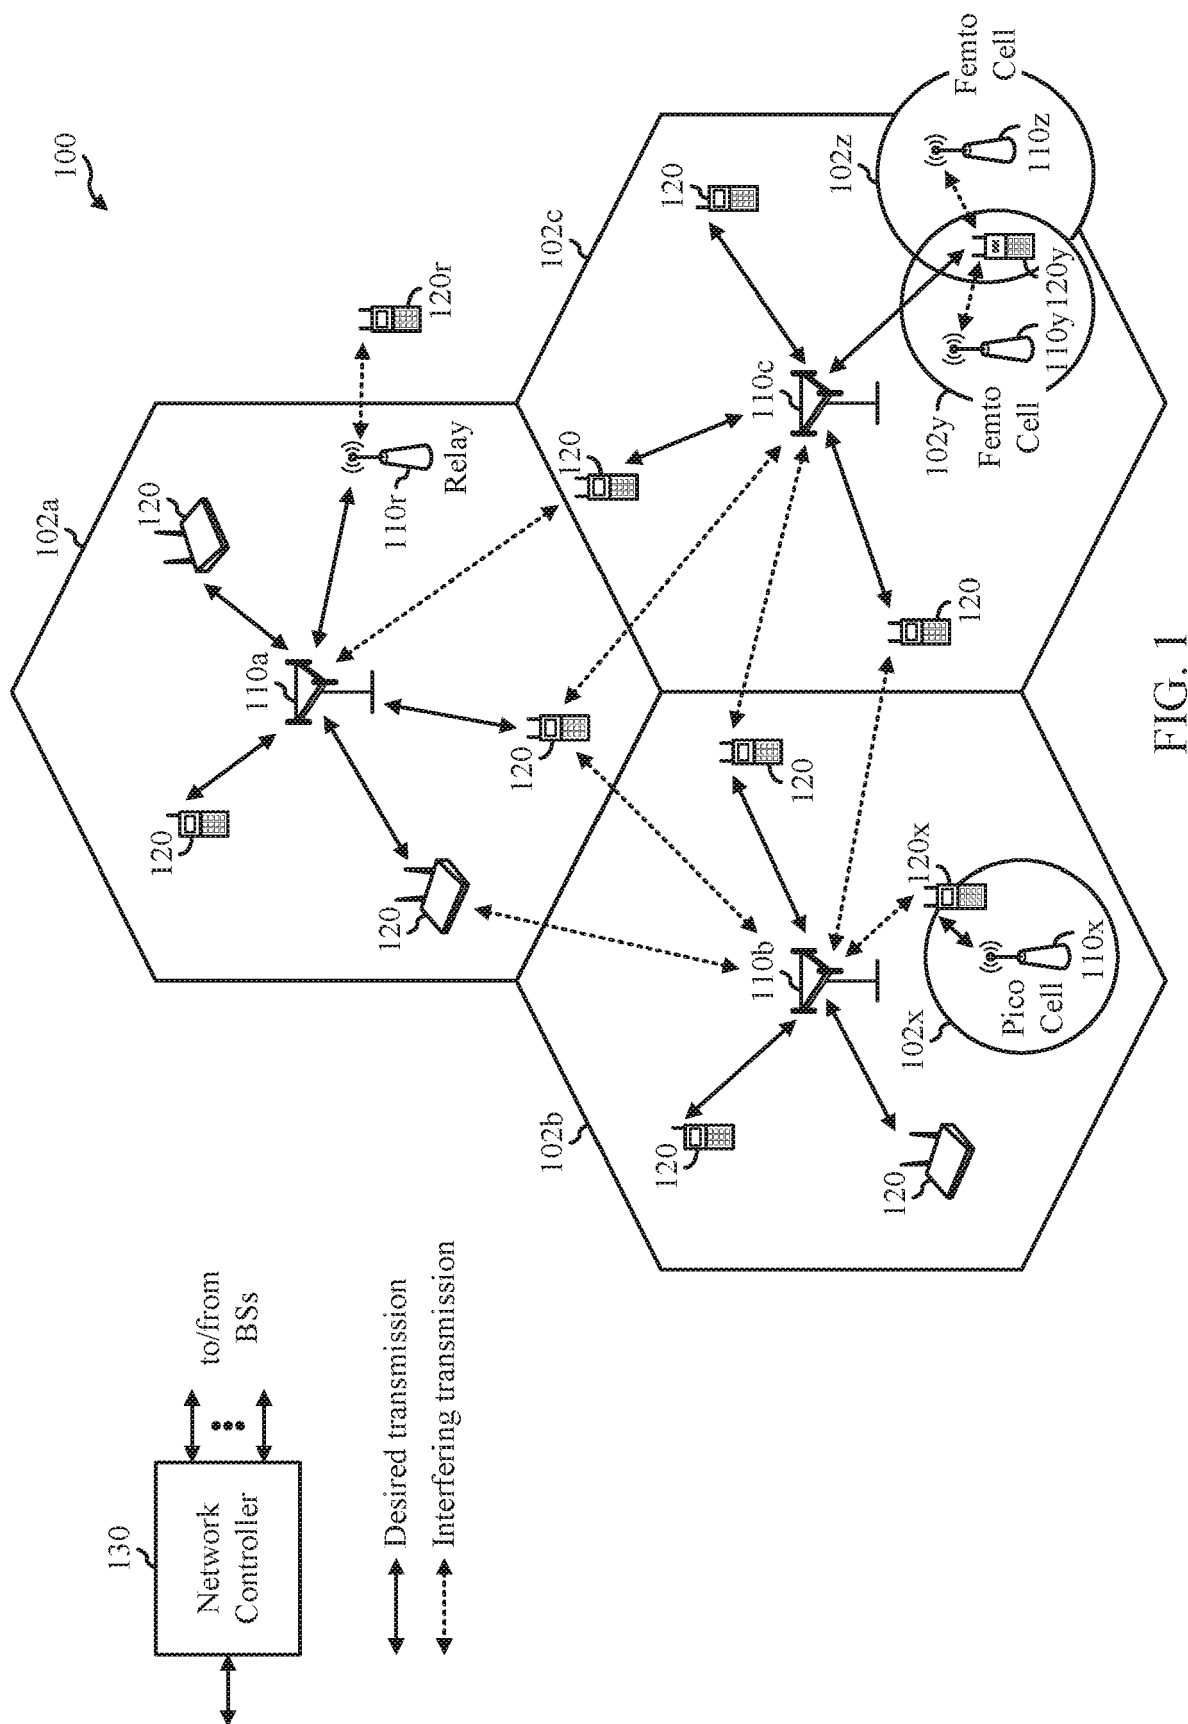 100
130
Network
Controller
to/from
BSs
Desired transmission
Interfering transmission
102a
120
120
110a
120
110r
Relay
120r
120
120
102b
120
110b
120
120
120x
102x
Pico
Cell
110x
102c
120
110c
120
120
102y
Femto
Cell
110y
120y
102z
110z
Femto
Cell
FIG. 1